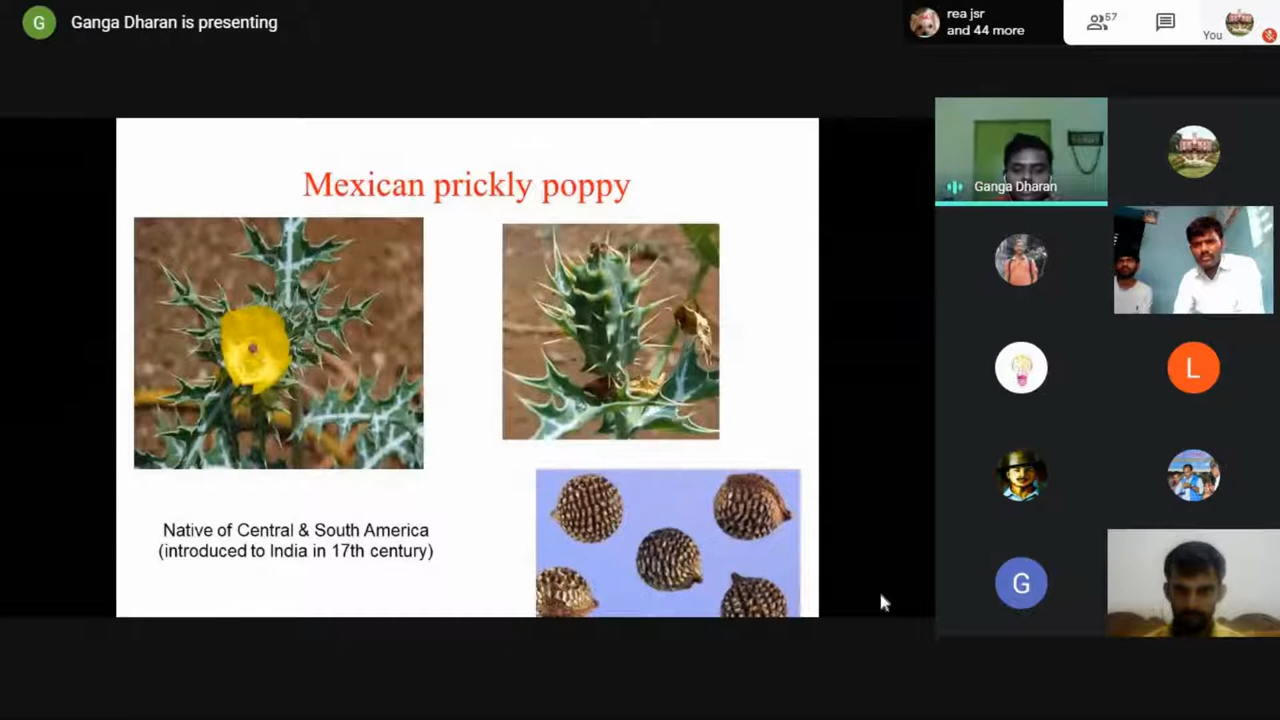 G
Ganga Dharan is presenting
rea jsr
and 44 more
57
You
Mexican prickly poppy
Ganga Dharan
L
Native of Central & South America
(introduced to India in 17th century)
G